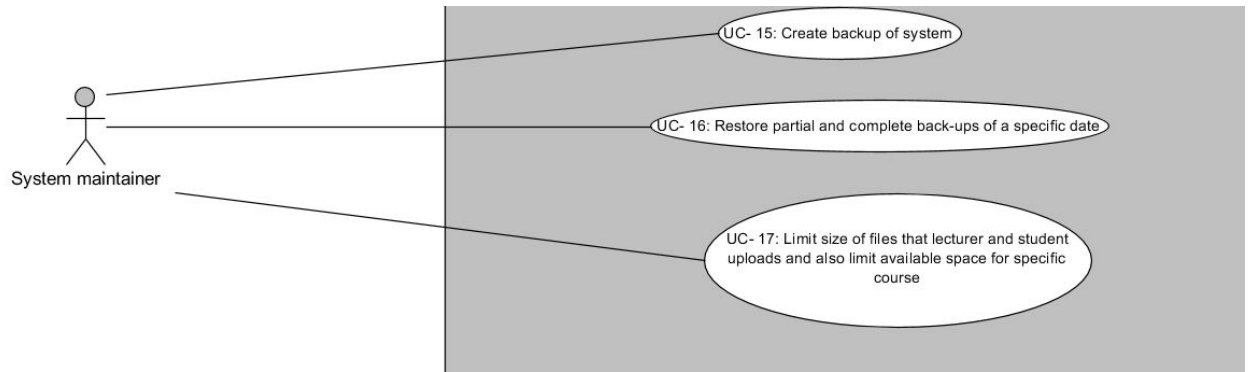 UC- 15: Create backup of system
UC- 16: Restore partial and complete back-ups of a specific date
System maintainer
UC- 17: Limit size of files that lecturer and student
uploads and also limit available space for specific
course